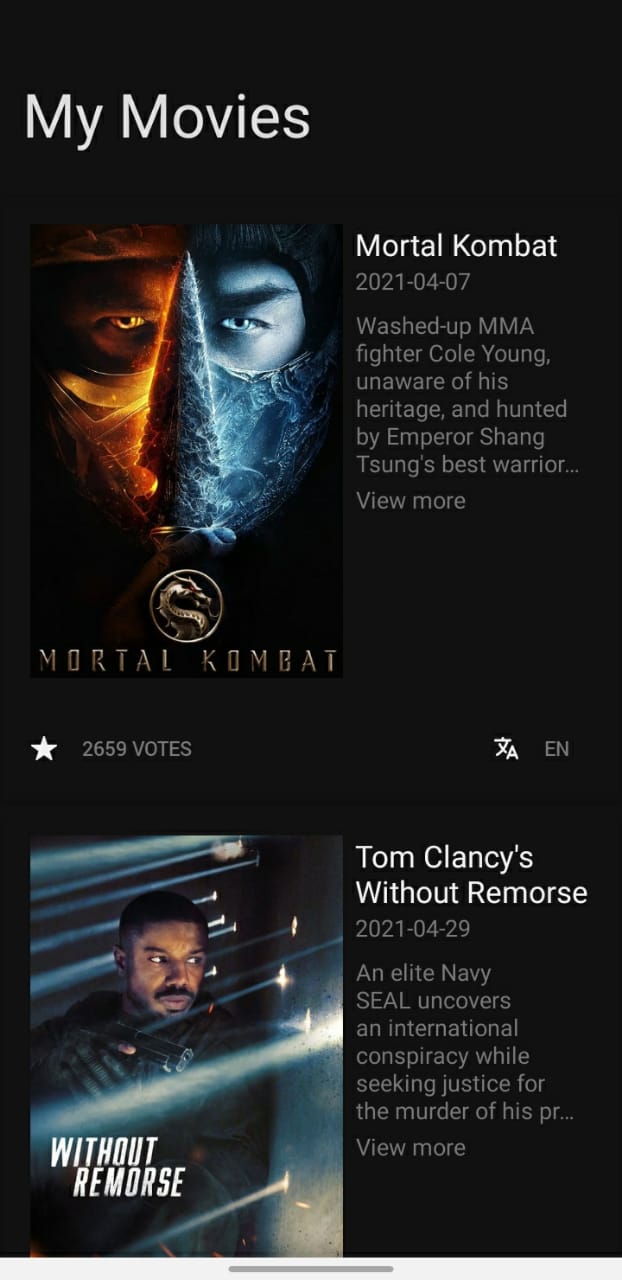 My Movies
MORTAL KOMBAT
Mortal Kombat
2021-04-07
Washed-up MMA
fighter Cole Young,
unaware of his
heritage, and hunted
by Emperor Shang
Tsung's best warrior...
View more
2659 VOTES
EN
WITHOUT
REMORSE
Tom Clancy's
Without Remorse
2021-04-29
An elite Navy
SEAL uncovers
an international
conspiracy while
seeking justice for
the murder of his pr...
View more